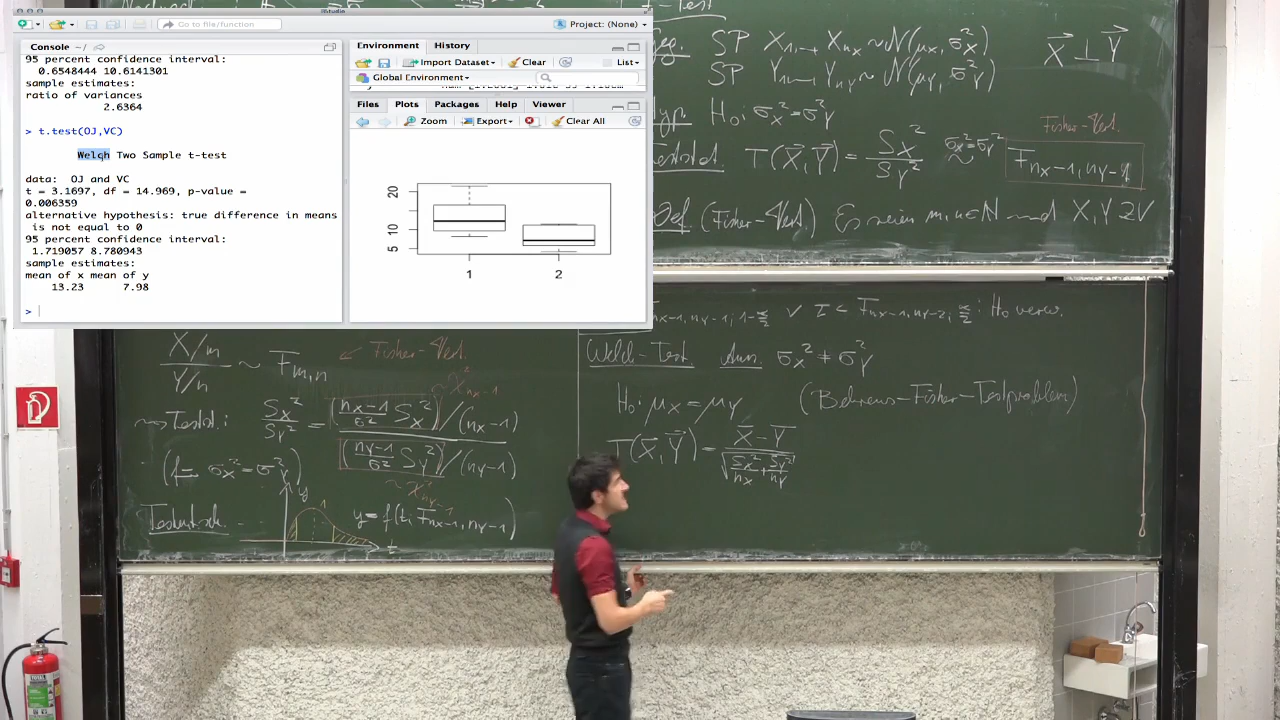 RStudio
Go to file/function
Project: (None)
Console ~/
95 percent confidence interval:
0.6548444 10.6141301
sample estimates:
ratio of variances
2.6364
> t.test(OJ,VC)
Welch Two Sample t-test
data: OJ and VC
t = 3.1697, df = 14.969, p-value =
0.006359
alternative hypothesis: true difference in means
is not equal to 0
95 percent confidence interval:
1.719057 8.780943
sample estimates:
mean of x mean of y
13.23 7.98
>
Environment History
Import Dataset Clear List
Global Environment
Files Plots Packages Help Viewer
Zoom Export Clear All
20
10
5
1 2
SP X₁,…,Xnx ~ N(μx, σx²)
SP Y₁,…,Yny ~ N(μy, σy²)
X⃗ ⊥ Y⃗
H₀: σx² = σy²
Fisher-Vert.
T(X⃗,Y⃗) = Sx²/Sy² σx²=σy² ~ Fnx-1, ny-1
Def. (Fisher-Vert.) Es seien m,n∈N und X,Y ZV
X/m / Y/n ~ Fm,n ← Fisher-Vert.
Testst.: Sx²/Sy² = (nx-1/σ² Sx²)/(nx-1) / (ny-1/σ² Sy²)/(ny-1)
σx²=σy²
y = f(t, Fnx-1, ny-1)
t
H₀ verw.
Welch-Test Ann. σx² ≠ σy²
H₀: μx = μy (Behrens-Fisher-Testproblem)
T(X⃗,Y⃗) = X̄ - Ȳ / √(Sx²/nx + Sy²/ny)